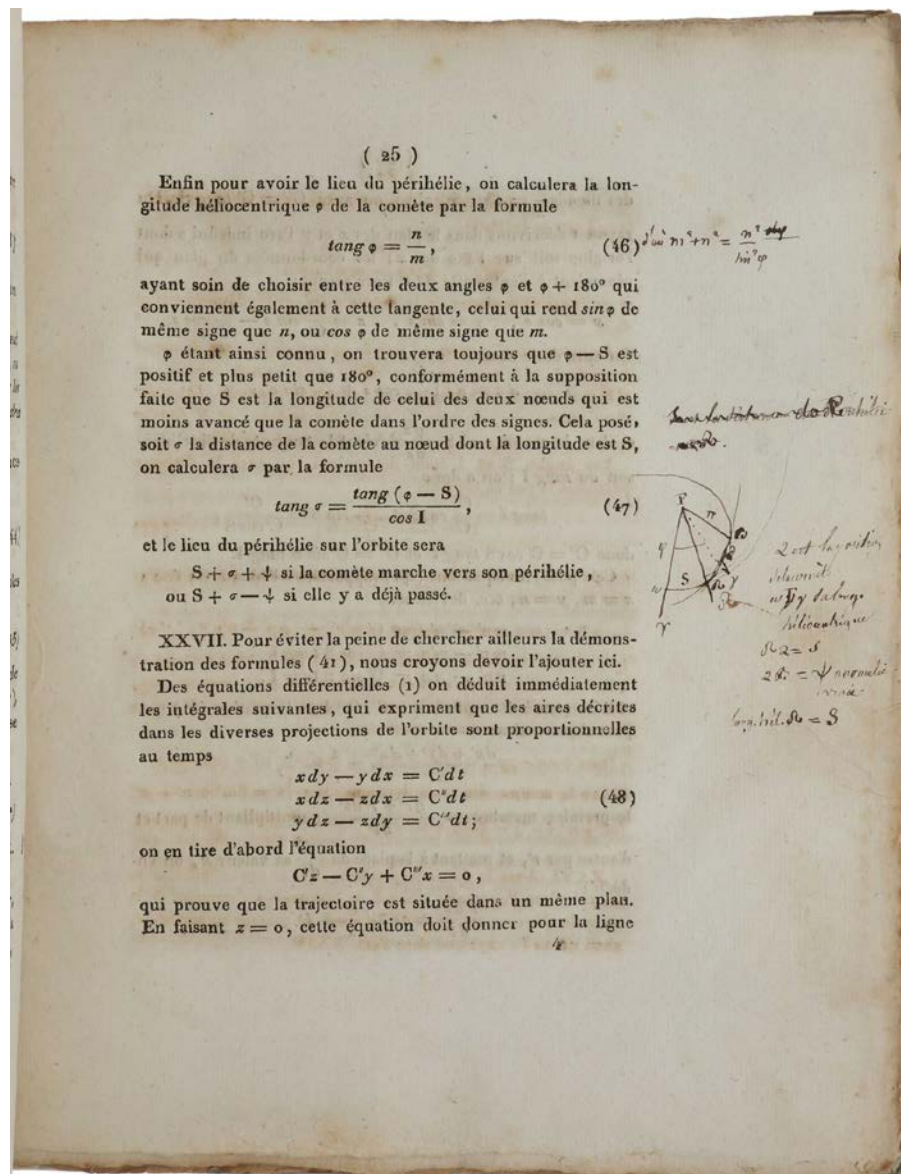 ( 25 )
Enfin pour avoir le lieu du périhélie, on calculera la lon-
gitude héliocentrique φ de la comète par la formule
tang φ = n/m , (46) d'où m² + n² = n²/sin²φ
ayant soin de choisir entre les deux angles φ et φ + 180° qui
conviennent également à cette tangente, celui qui rend sin φ de
même signe que n, ou cos φ de même signe que m.
φ étant ainsi connu, on trouvera toujours que φ — S est
positif et plus petit que 180°, conformément à la supposition
faite que S est la longitude de celui des deux nœuds qui est
moins avancé que la comète dans l'ordre des signes. Cela posé,
soit σ la distance de la comète au nœud dont la longitude est S,
on calculera σ par la formule
tang σ = tang (φ — S)/cos I , (47)
et le lieu du périhélie sur l'orbite sera
S + σ + ψ si la comète marche vers son périhélie,
ou S + σ — ψ si elle y a déjà passé.
XXVII. Pour éviter la peine de chercher ailleurs la démons-
tration des formules (41), nous croyons devoir l'ajouter ici.
Des équations différentielles (1) on déduit immédiatement
les intégrales suivantes, qui expriment que les aires décrites
dans les diverses projections de l'orbite sont proportionnelles
au temps
xdy — ydx = C'dt
xdz — zdx = C"dt (48)
ydz — zdy = C'"dt;
on en tire d'abord l'équation
C'z — C"y + C'"x = 0 ,
qui prouve que la trajectoire est située dans un même plan.
En faisant z = 0, cette équation doit donner pour la ligne
4
héliocentrique
= ψ anomalie
= S